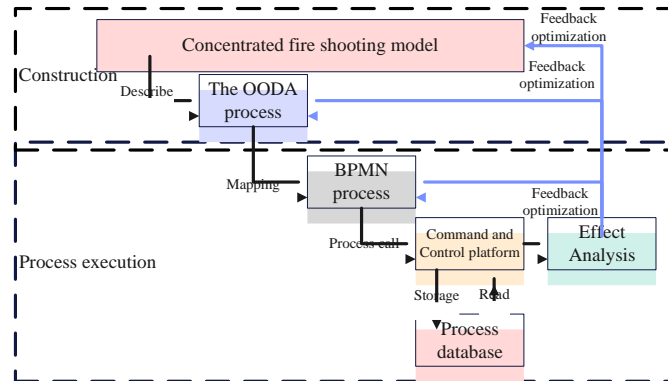 Feedback
optimization
Concentrated fire shooting model
Construction
Feedback
optimization
Describe
The OODA
process
Mapping
BPMN
process
Feedback
optimization
Process call
Command and
Control platform
Effect
Analysis
Process execution
Storage
Read
Process
database